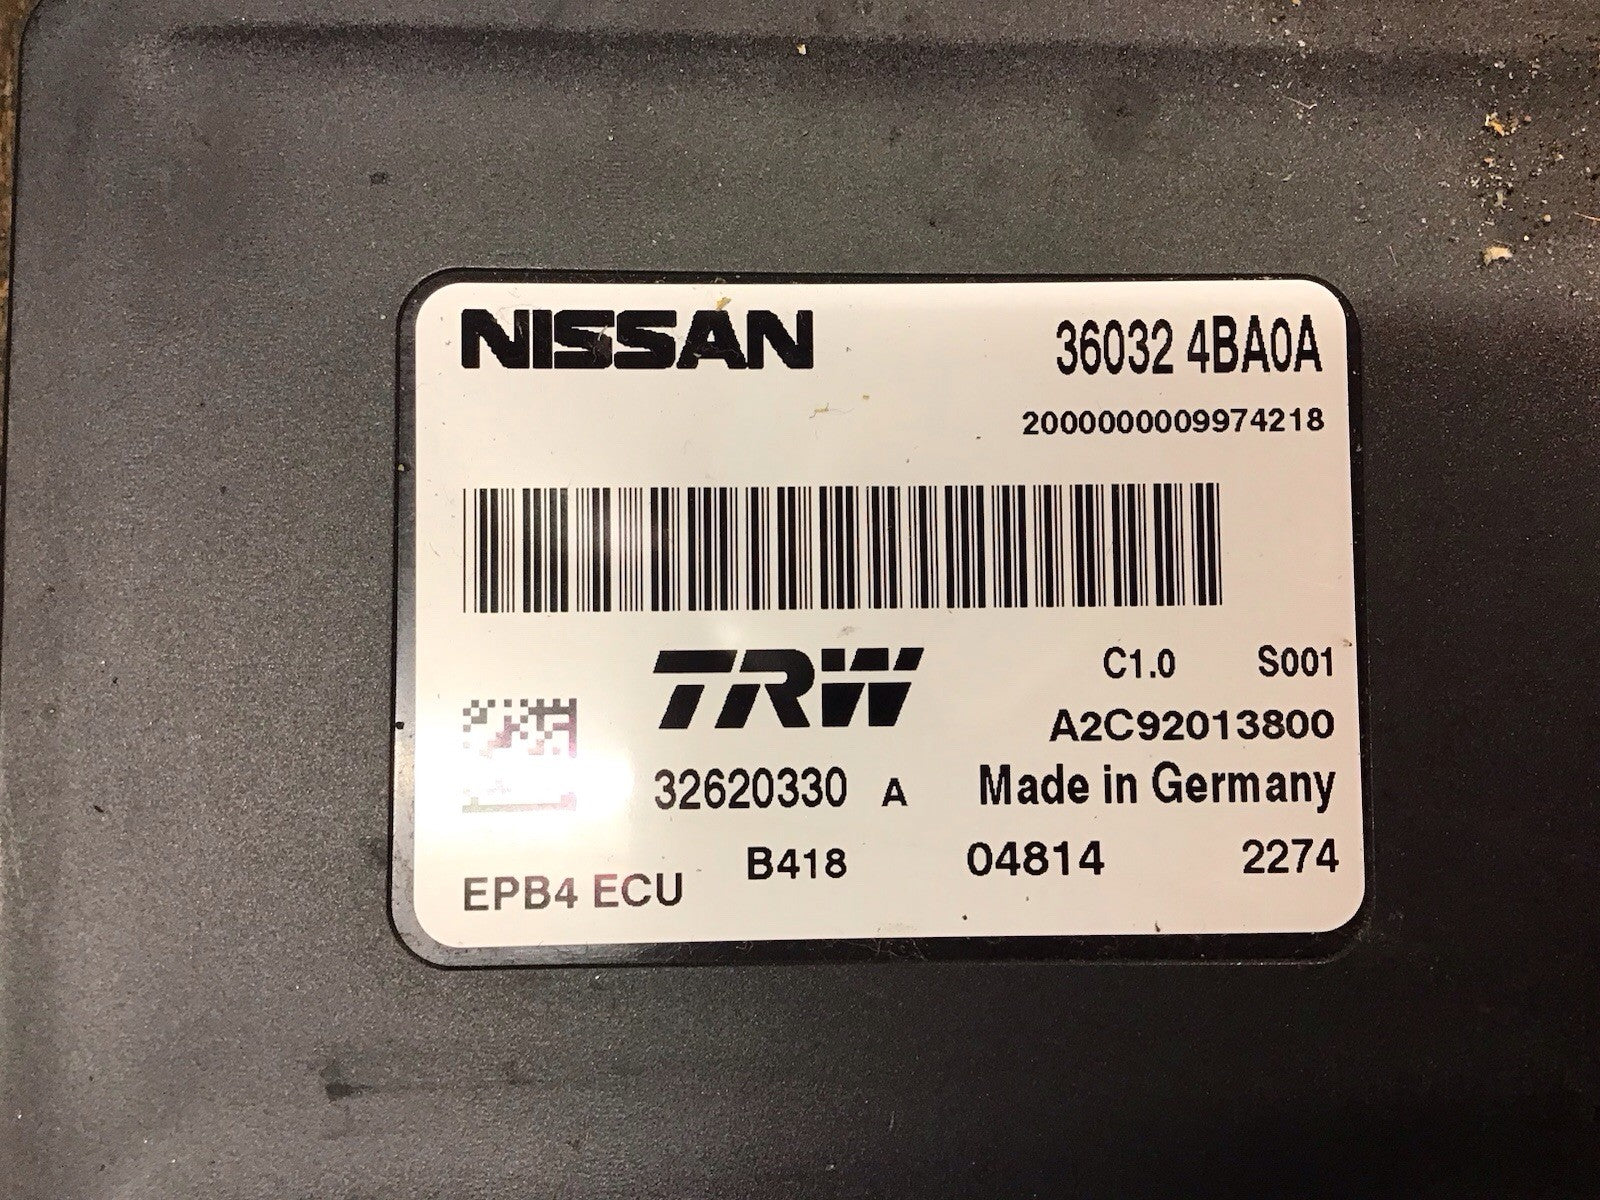 NISSAN 36032 4BA0A
2000000009974218
TRW C1.0 S001
A2C92013800
32620330 A Made in Germany
B418 04814 2274
EPB4 ECU